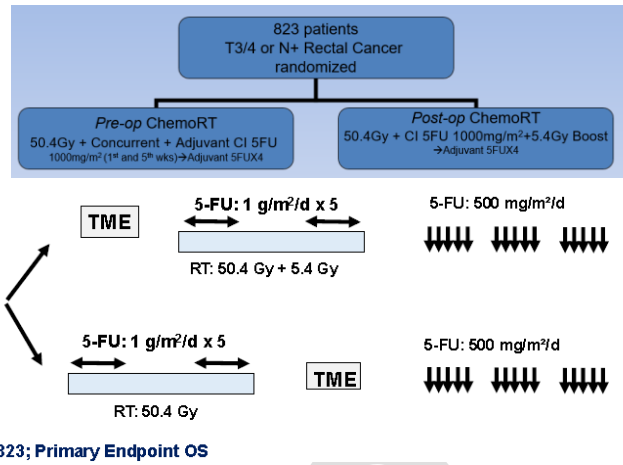 823 patients
T3/4 or N+ Rectal Cancer
randomized
Pre-op ChemoRT
50.4Gy + Concurrent + Adjuvant CI 5FU
1000mg/m² (1st and 5th wks)→Adjuvant 5FUX4
Post-op ChemoRT
50.4Gy + CI 5FU 1000mg/m²+5.4Gy Boost
→Adjuvant 5FUX4
TME
5-FU: 1 g/m²/d x 5
RT: 50.4 Gy + 5.4 Gy
5-FU: 500 mg/m²/d
5-FU: 1 g/m²/d x 5
RT: 50.4 Gy
TME
5-FU: 500 mg/m²/d
823; Primary Endpoint OS